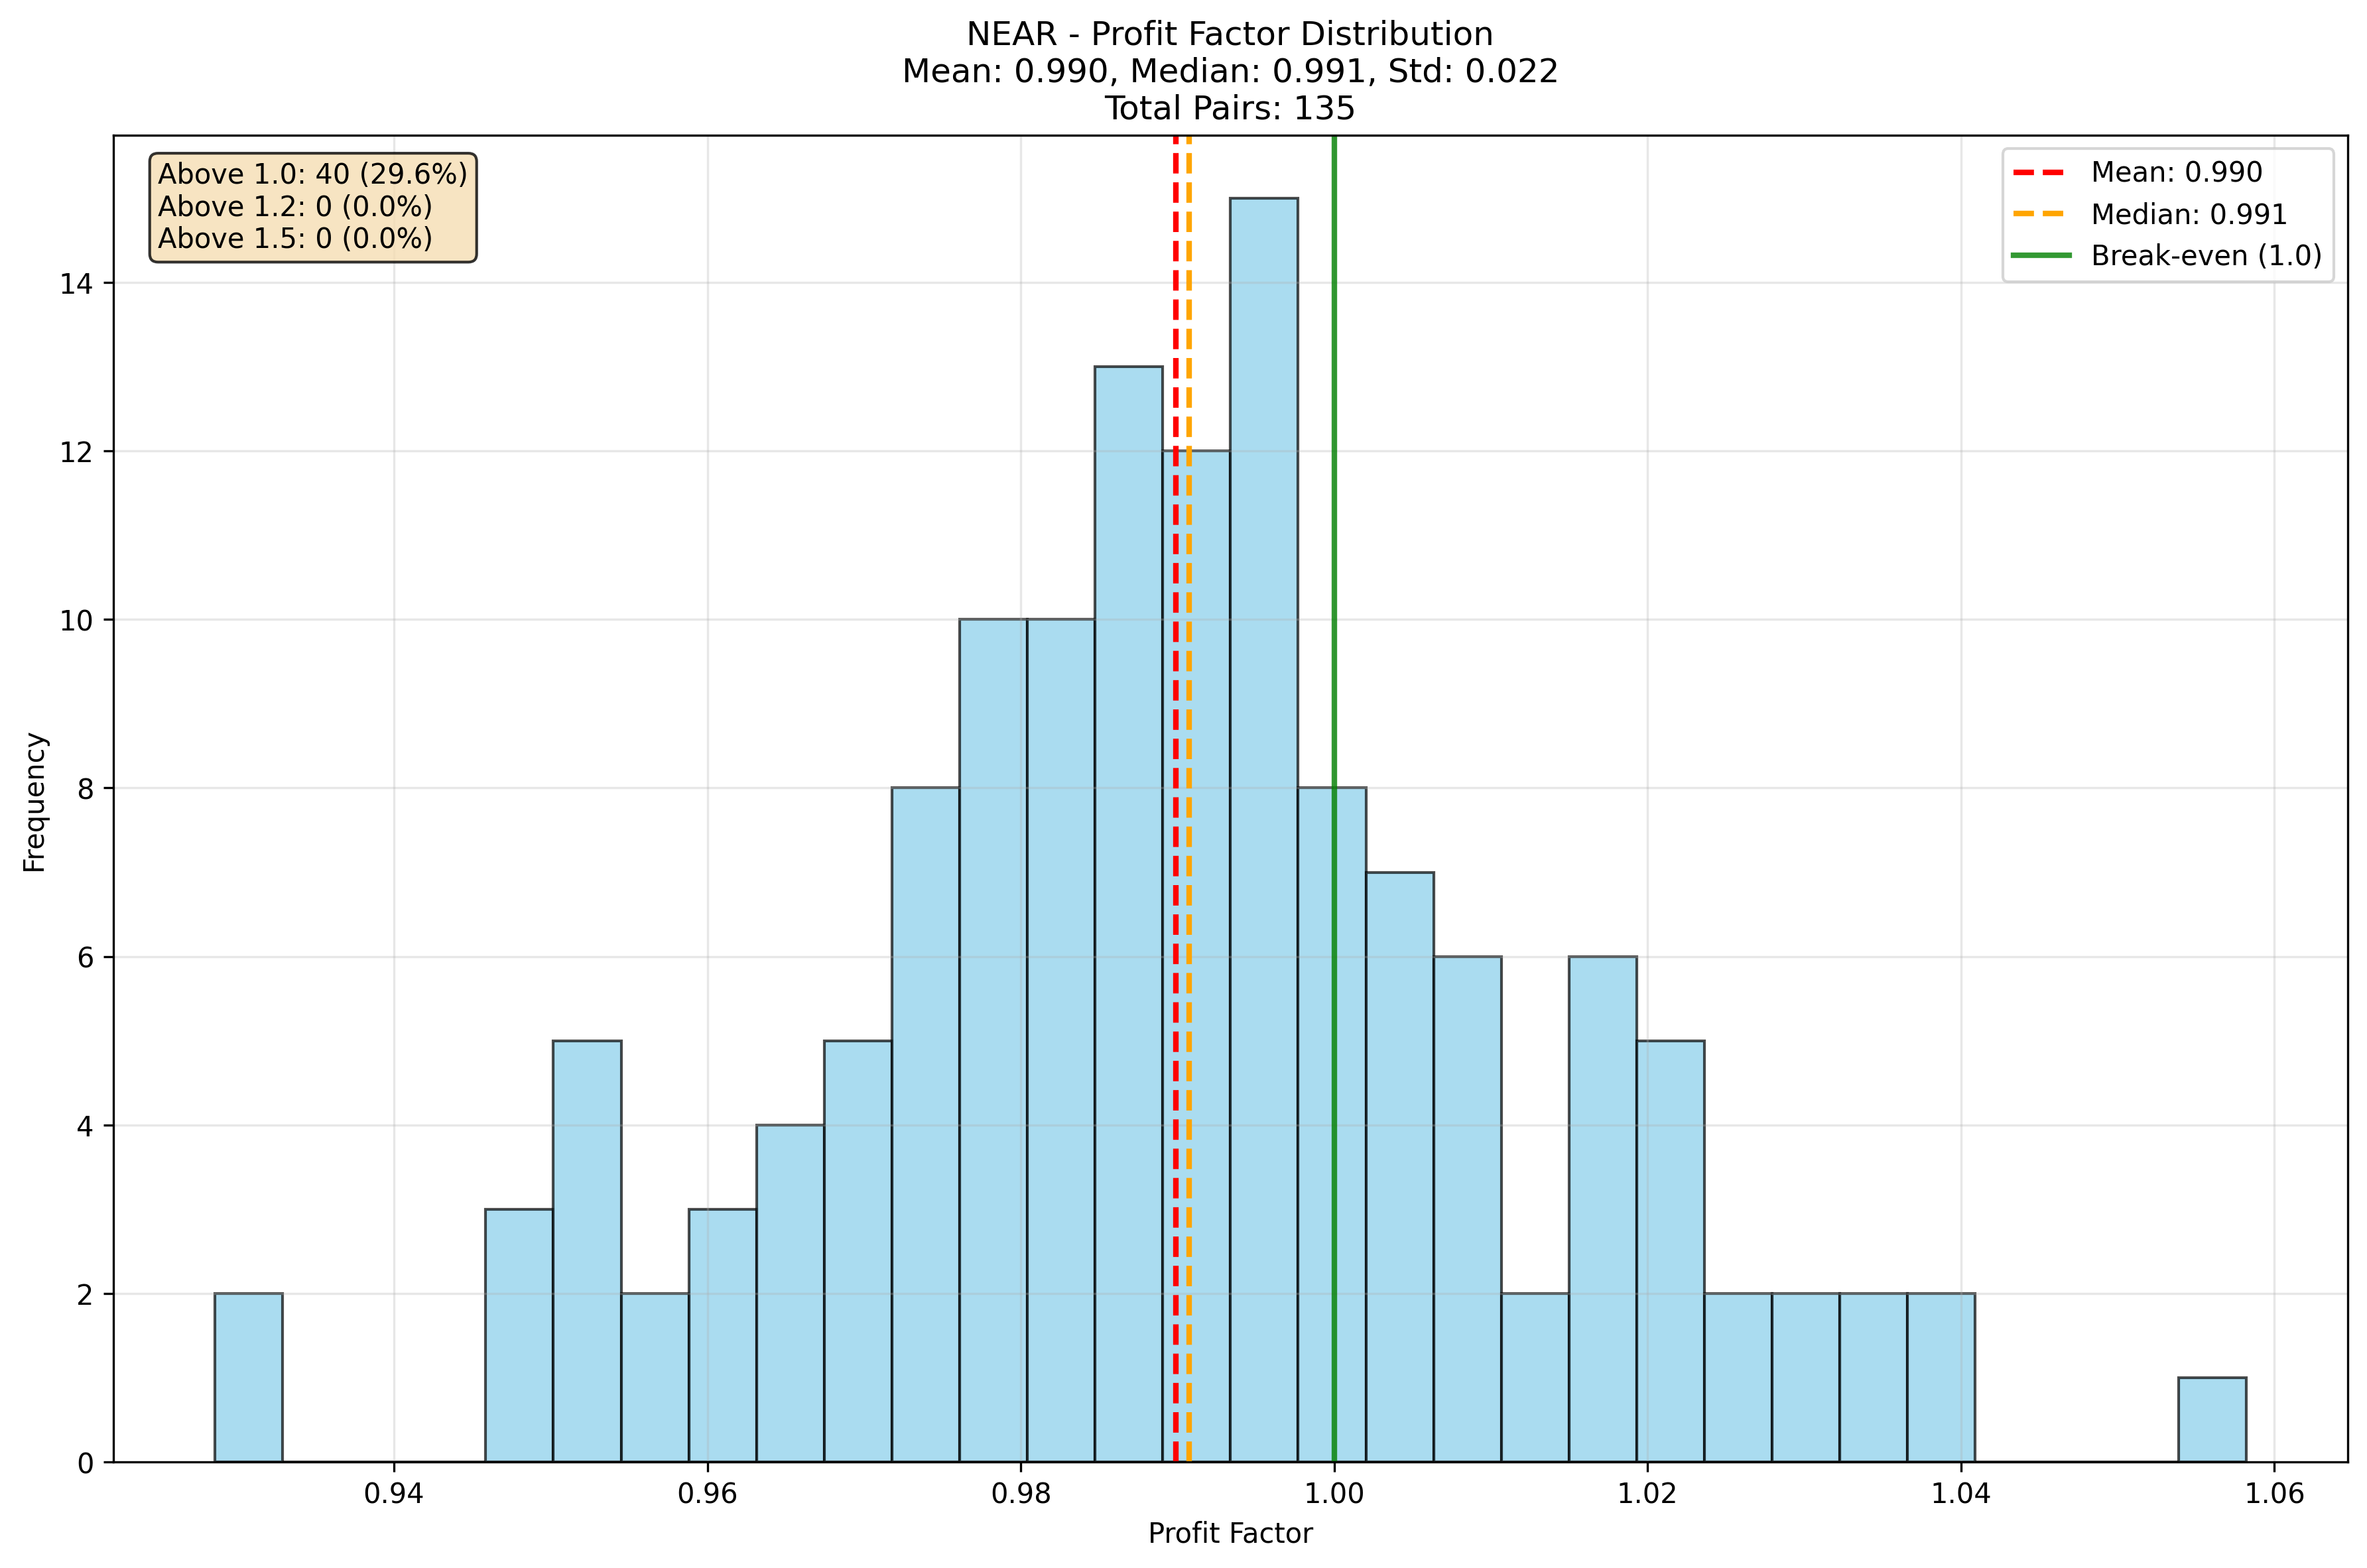 NEAR - Profit Factor Distribution
Mean: 0.990, Median: 0.991, Std: 0.022
Total Pairs: 135
Above 1.0: 40 (29.6%)
Above 1.2: 0 (0.0%)
Above 1.5: 0 (0.0%)
Mean: 0.990
Median: 0.991
Break-even (1.0)
Frequency
14
12
10
8
6
4
2
0
0.94 0.96 0.98 1.00 1.02 1.04 1.06
Profit Factor